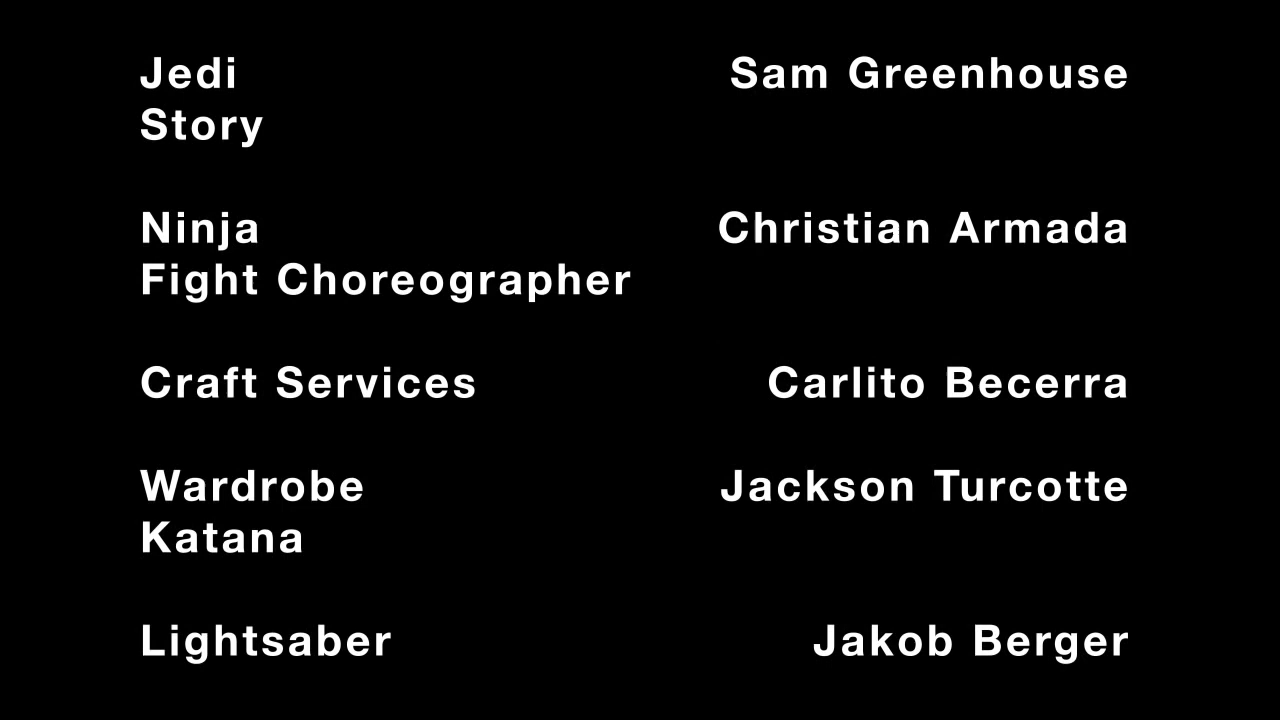 Jedi Sam Greenhouse
Story
Ninja Christian Armada
Fight Choreographer
Craft Services Carlito Becerra
Wardrobe Jackson Turcotte
Katana
Lightsaber Jakob Berger